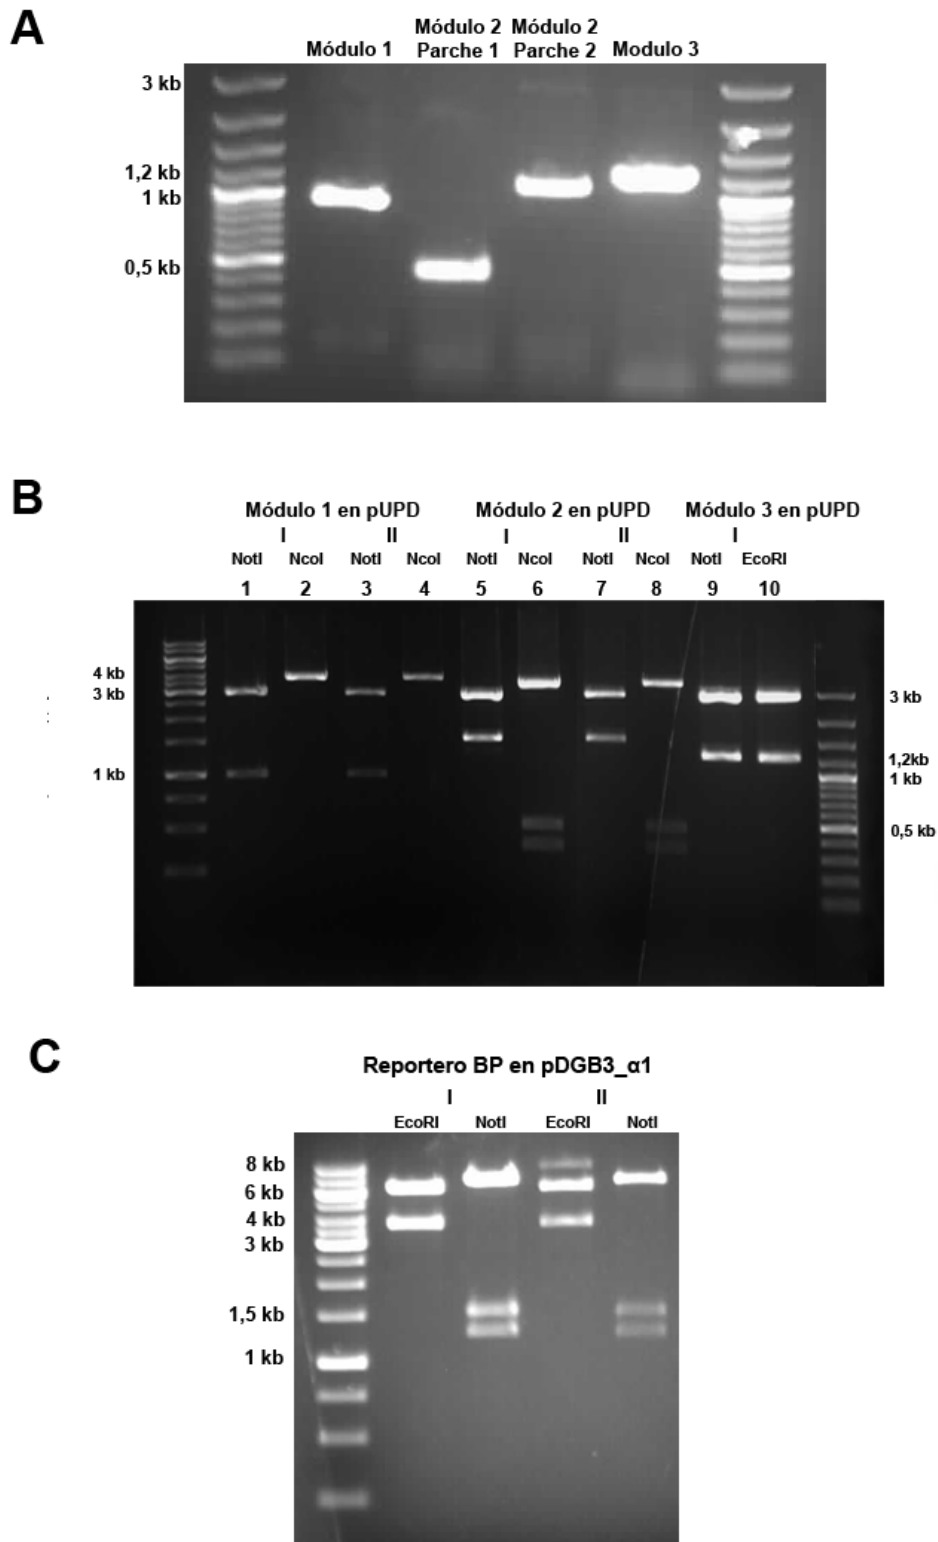 A
Módulo 1
Módulo 2
Parche 1
Módulo 2
Parche 2
Modulo 3
3 kb
1,2 kb
1 kb
0,5 kb
B
Módulo 1 en pUPD
Módulo 2 en pUPD
Módulo 3 en pUPD
I
II
I
II
I
NotI
NcoI
NotI
NcoI
NotI
NcoI
NotI
NcoI
NotI
EcoRI
1
2
3
4
5
6
7
8
9
10
4 kb
3 kb
1 kb
3 kb
1,2kb
1 kb
0,5 kb
C
Reportero BP en pDGB3_α1
I
II
EcoRI
NotI
EcoRI
NotI
8 kb
6 kb
4 kb
3 kb
1,5 kb
1 kb